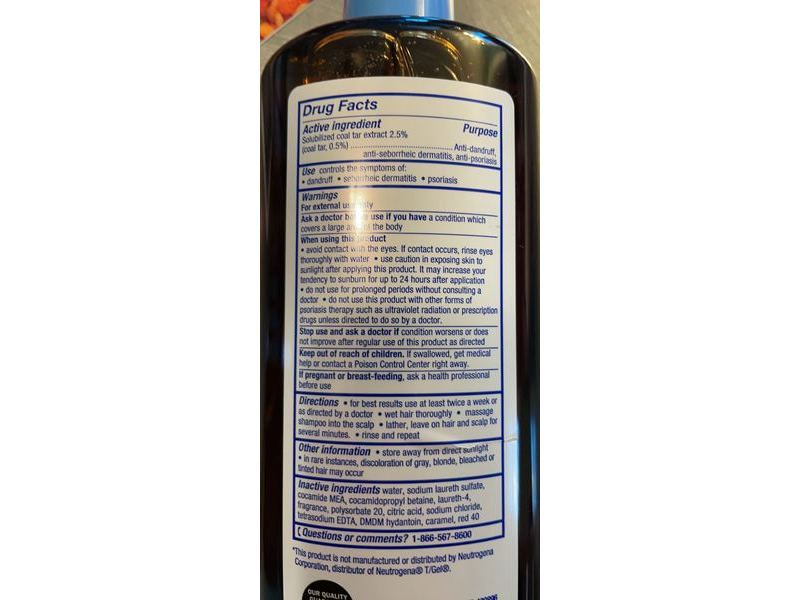 Drug Facts
Active ingredient Purpose
Solubilized coal tar extract 2.5%
(coal tar, 0.5%) ........................ Anti-dandruff,
anti-seborrheic dermatitis, anti-psoriasis
Use controls the symptoms of:
• dandruff • seborrheic dermatitis • psoriasis
Warnings
For external use only
Ask a doctor before use if you have a condition which
covers a large area of the body
When using this product
• avoid contact with the eyes. If contact occurs, rinse eyes
thoroughly with water • use caution in exposing skin to
sunlight after applying this product. It may increase your
tendency to sunburn for up to 24 hours after application
• do not use for prolonged periods without consulting a
doctor • do not use this product with other forms of
psoriasis therapy such as ultraviolet radiation or prescription
drugs unless directed to do so by a doctor.
Stop use and ask a doctor if condition worsens or does
not improve after regular use of this product as directed
Keep out of reach of children. If swallowed, get medical
help or contact a Poison Control Center right away.
If pregnant or breast-feeding, ask a health professional
before use
Directions • for best results use at least twice a week or
as directed by a doctor • wet hair thoroughly • massage
shampoo into the scalp • lather, leave on hair and scalp for
several minutes. • rinse and repeat
Other information • store away from direct sunlight
• in rare instances, discoloration of gray, blonde, bleached or
tinted hair may occur
Inactive ingredients water, sodium laureth sulfate,
cocamide MEA, cocamidopropyl betaine, laureth-4,
fragrance, polysorbate 20, citric acid, sodium chloride,
tetrasodium EDTA, DMDM hydantoin, caramel, red 40
Questions or comments? 1-866-567-8600
*This product is not manufactured or distributed by Neutrogena
Corporation, distributor of Neutrogena® T/Gel®.
OUR QUALITY